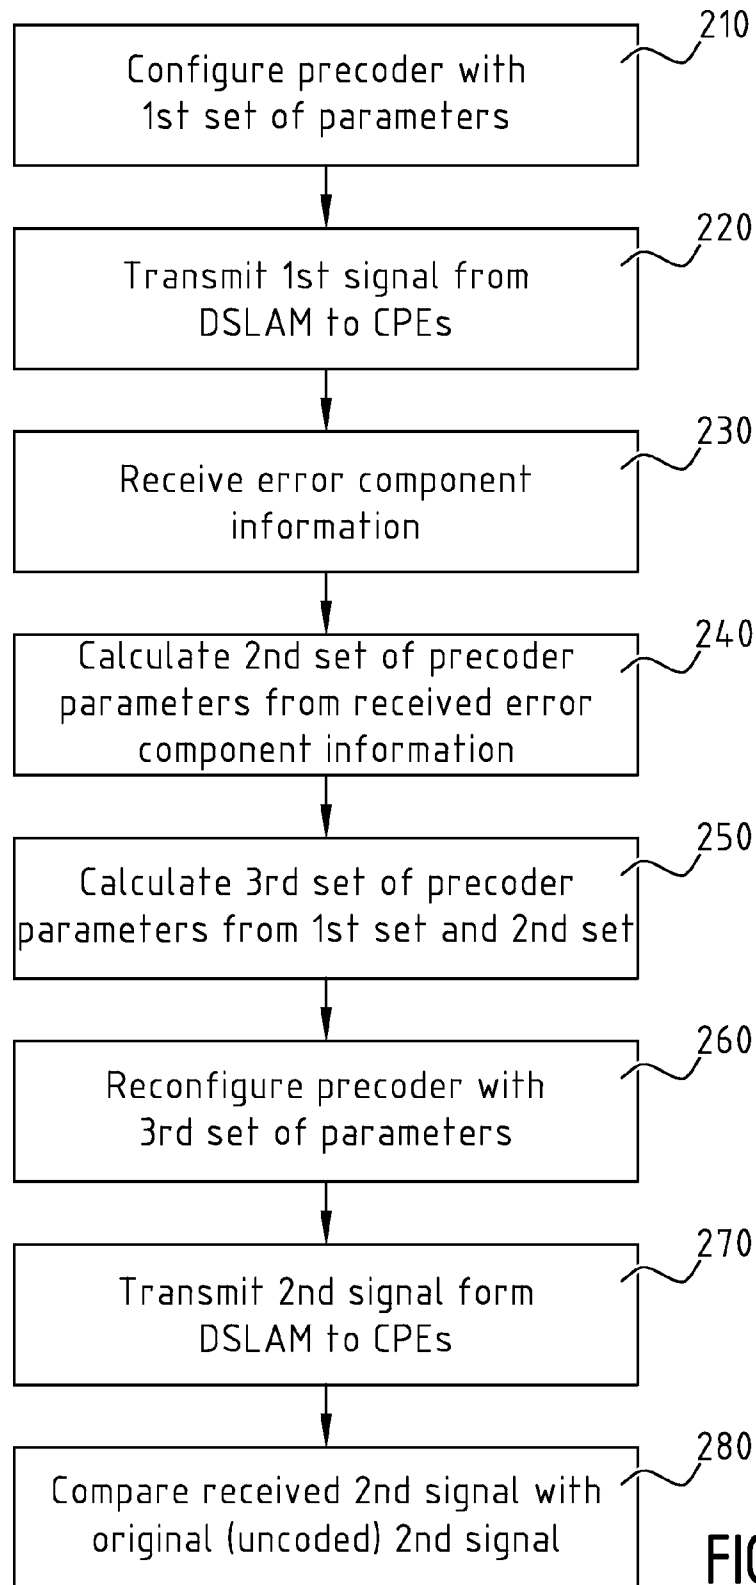 210
Configure precoder with
1st set of parameters
220
Transmit 1st signal from
DSLAM to CPEs
230
Receive error component
information
240
Calculate 2nd set of precoder
parameters from received error
component information
250
Calculate 3rd set of precoder
parameters from 1st set and 2nd set
260
Reconfigure precoder with
3rd set of parameters
270
Transmit 2nd signal form
DSLAM to CPEs
280
Compare received 2nd signal with
original (uncoded) 2nd signal
FIG